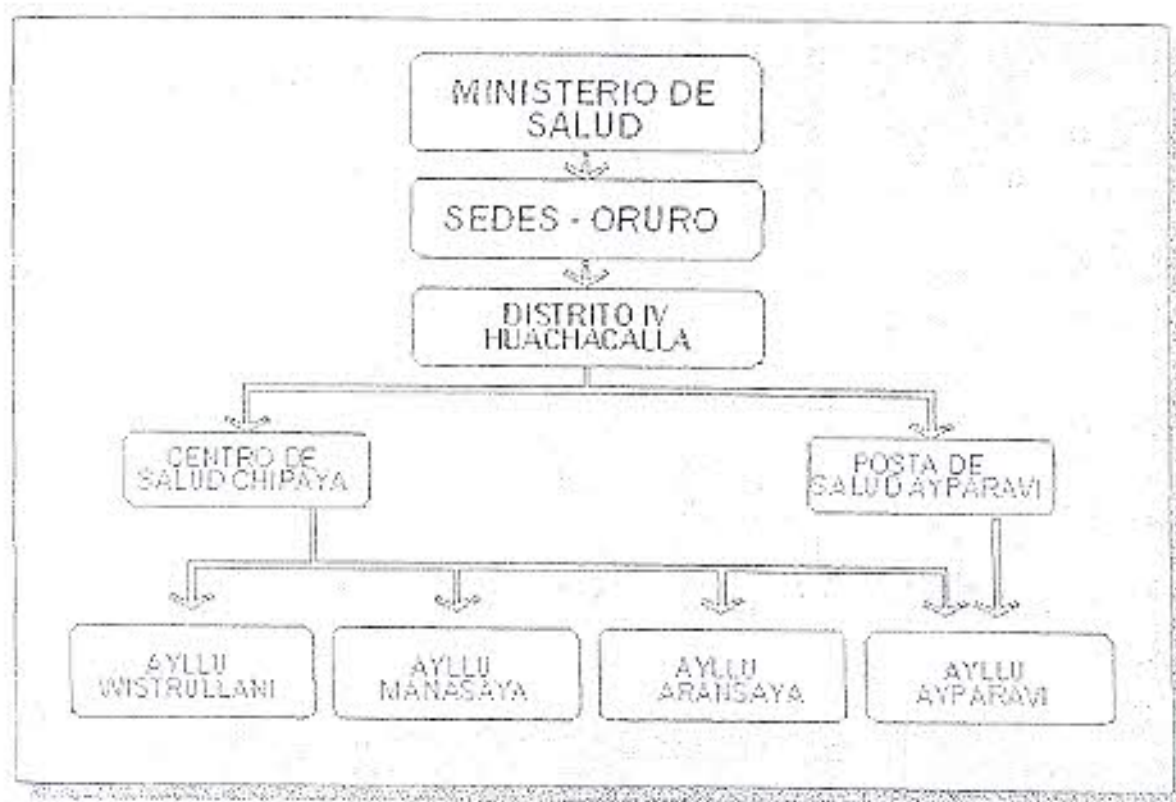 MINISTERIO DE
SALUD
SEDES - ORURO
DISTRITO IV
HUACHACALLA
CENTRO DE
SALUD CHIPAYA
POSTA DE
SALUD AYPARAVI
AYLLU
WISTRULLANI
AYLLU
MANASAYA
AYLLU
ARANSAYA
AYLLU
AYPARAVI